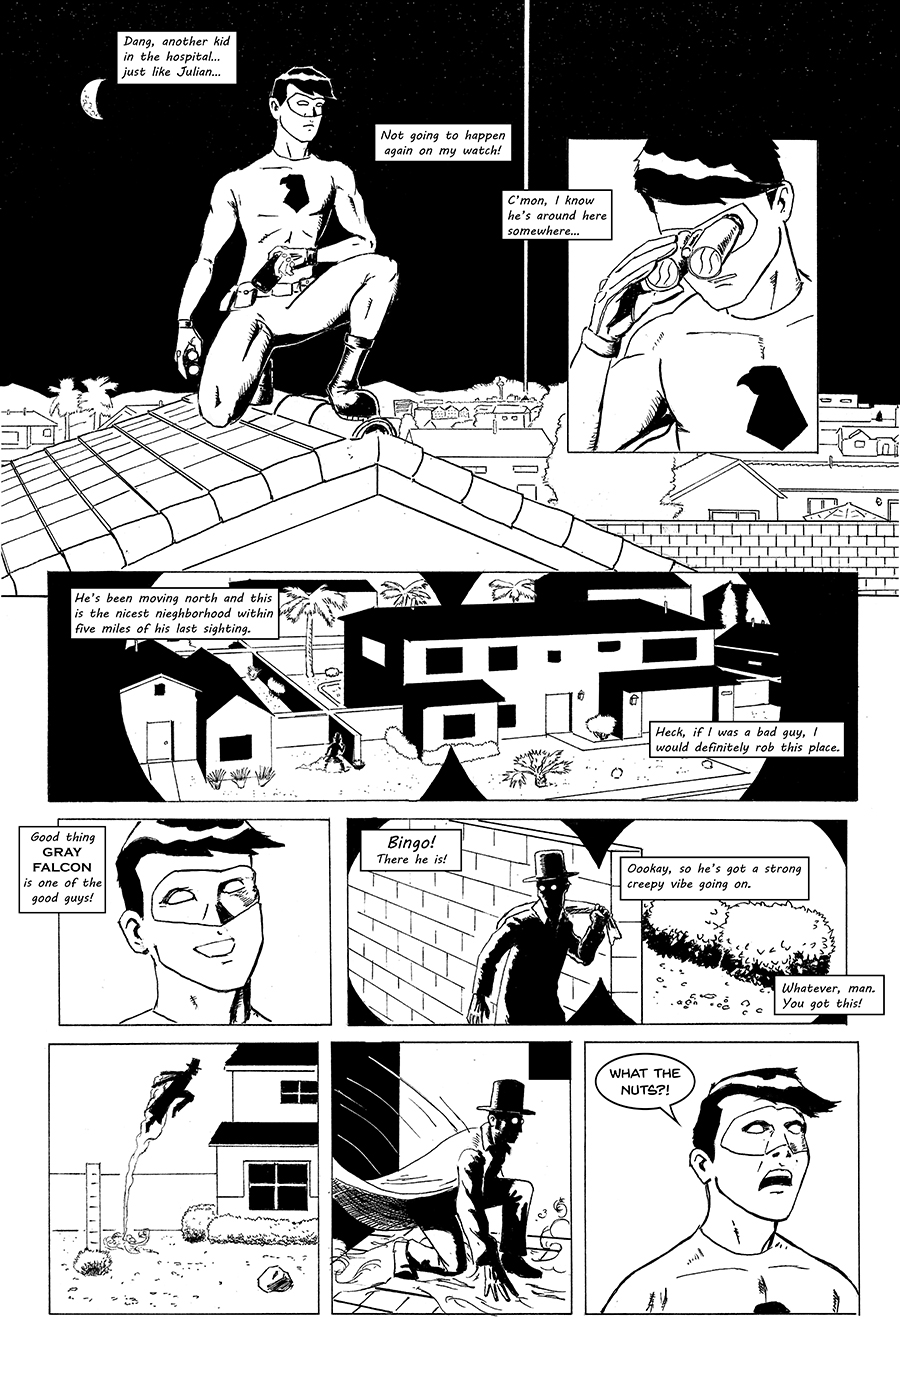 Dang, another kid
in the hospital...
just like Julian...
Not going to happen
again on my watch!
C'mon, I know
he's around here
somewhere...
He's been moving north and this
is the nicest nieghborhood within
five miles of his last sighting.
Heck, if I was a bad guy, I
would definitely rob this place.
Good thing
GRAY
FALCON
is one of the
good guys!
Bingo!
There he is!
Oookay, so he's got a strong
creepy vibe going on.
Whatever, man.
You got this!
WHAT THE
NUTS?!